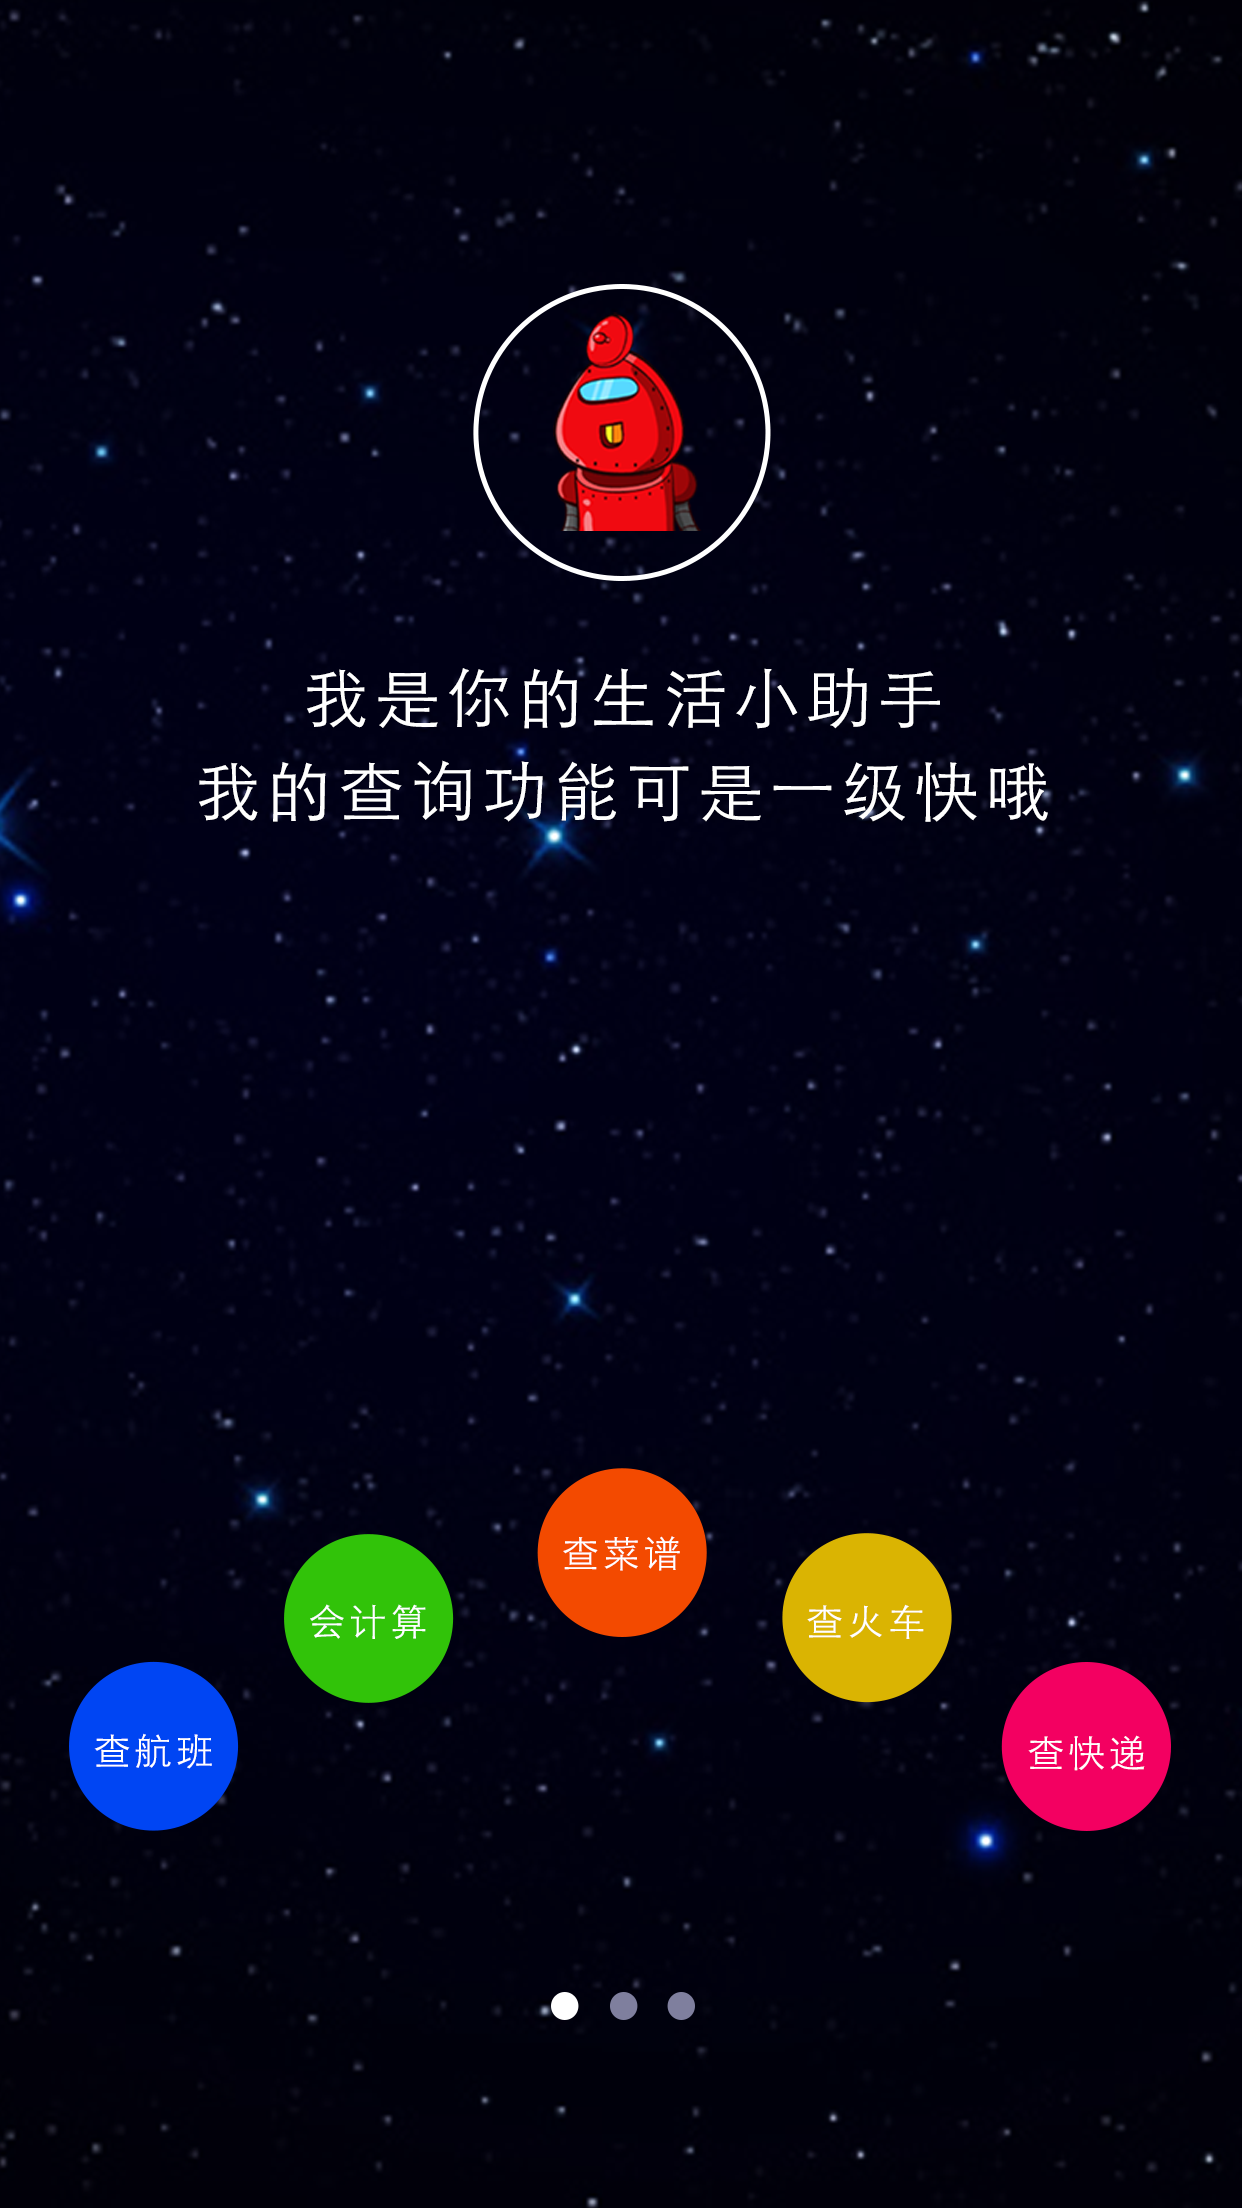 我是你的生活小助手
我的查询功能可是一级快哦
查菜谱
会计算
查火车
查航班
查快递